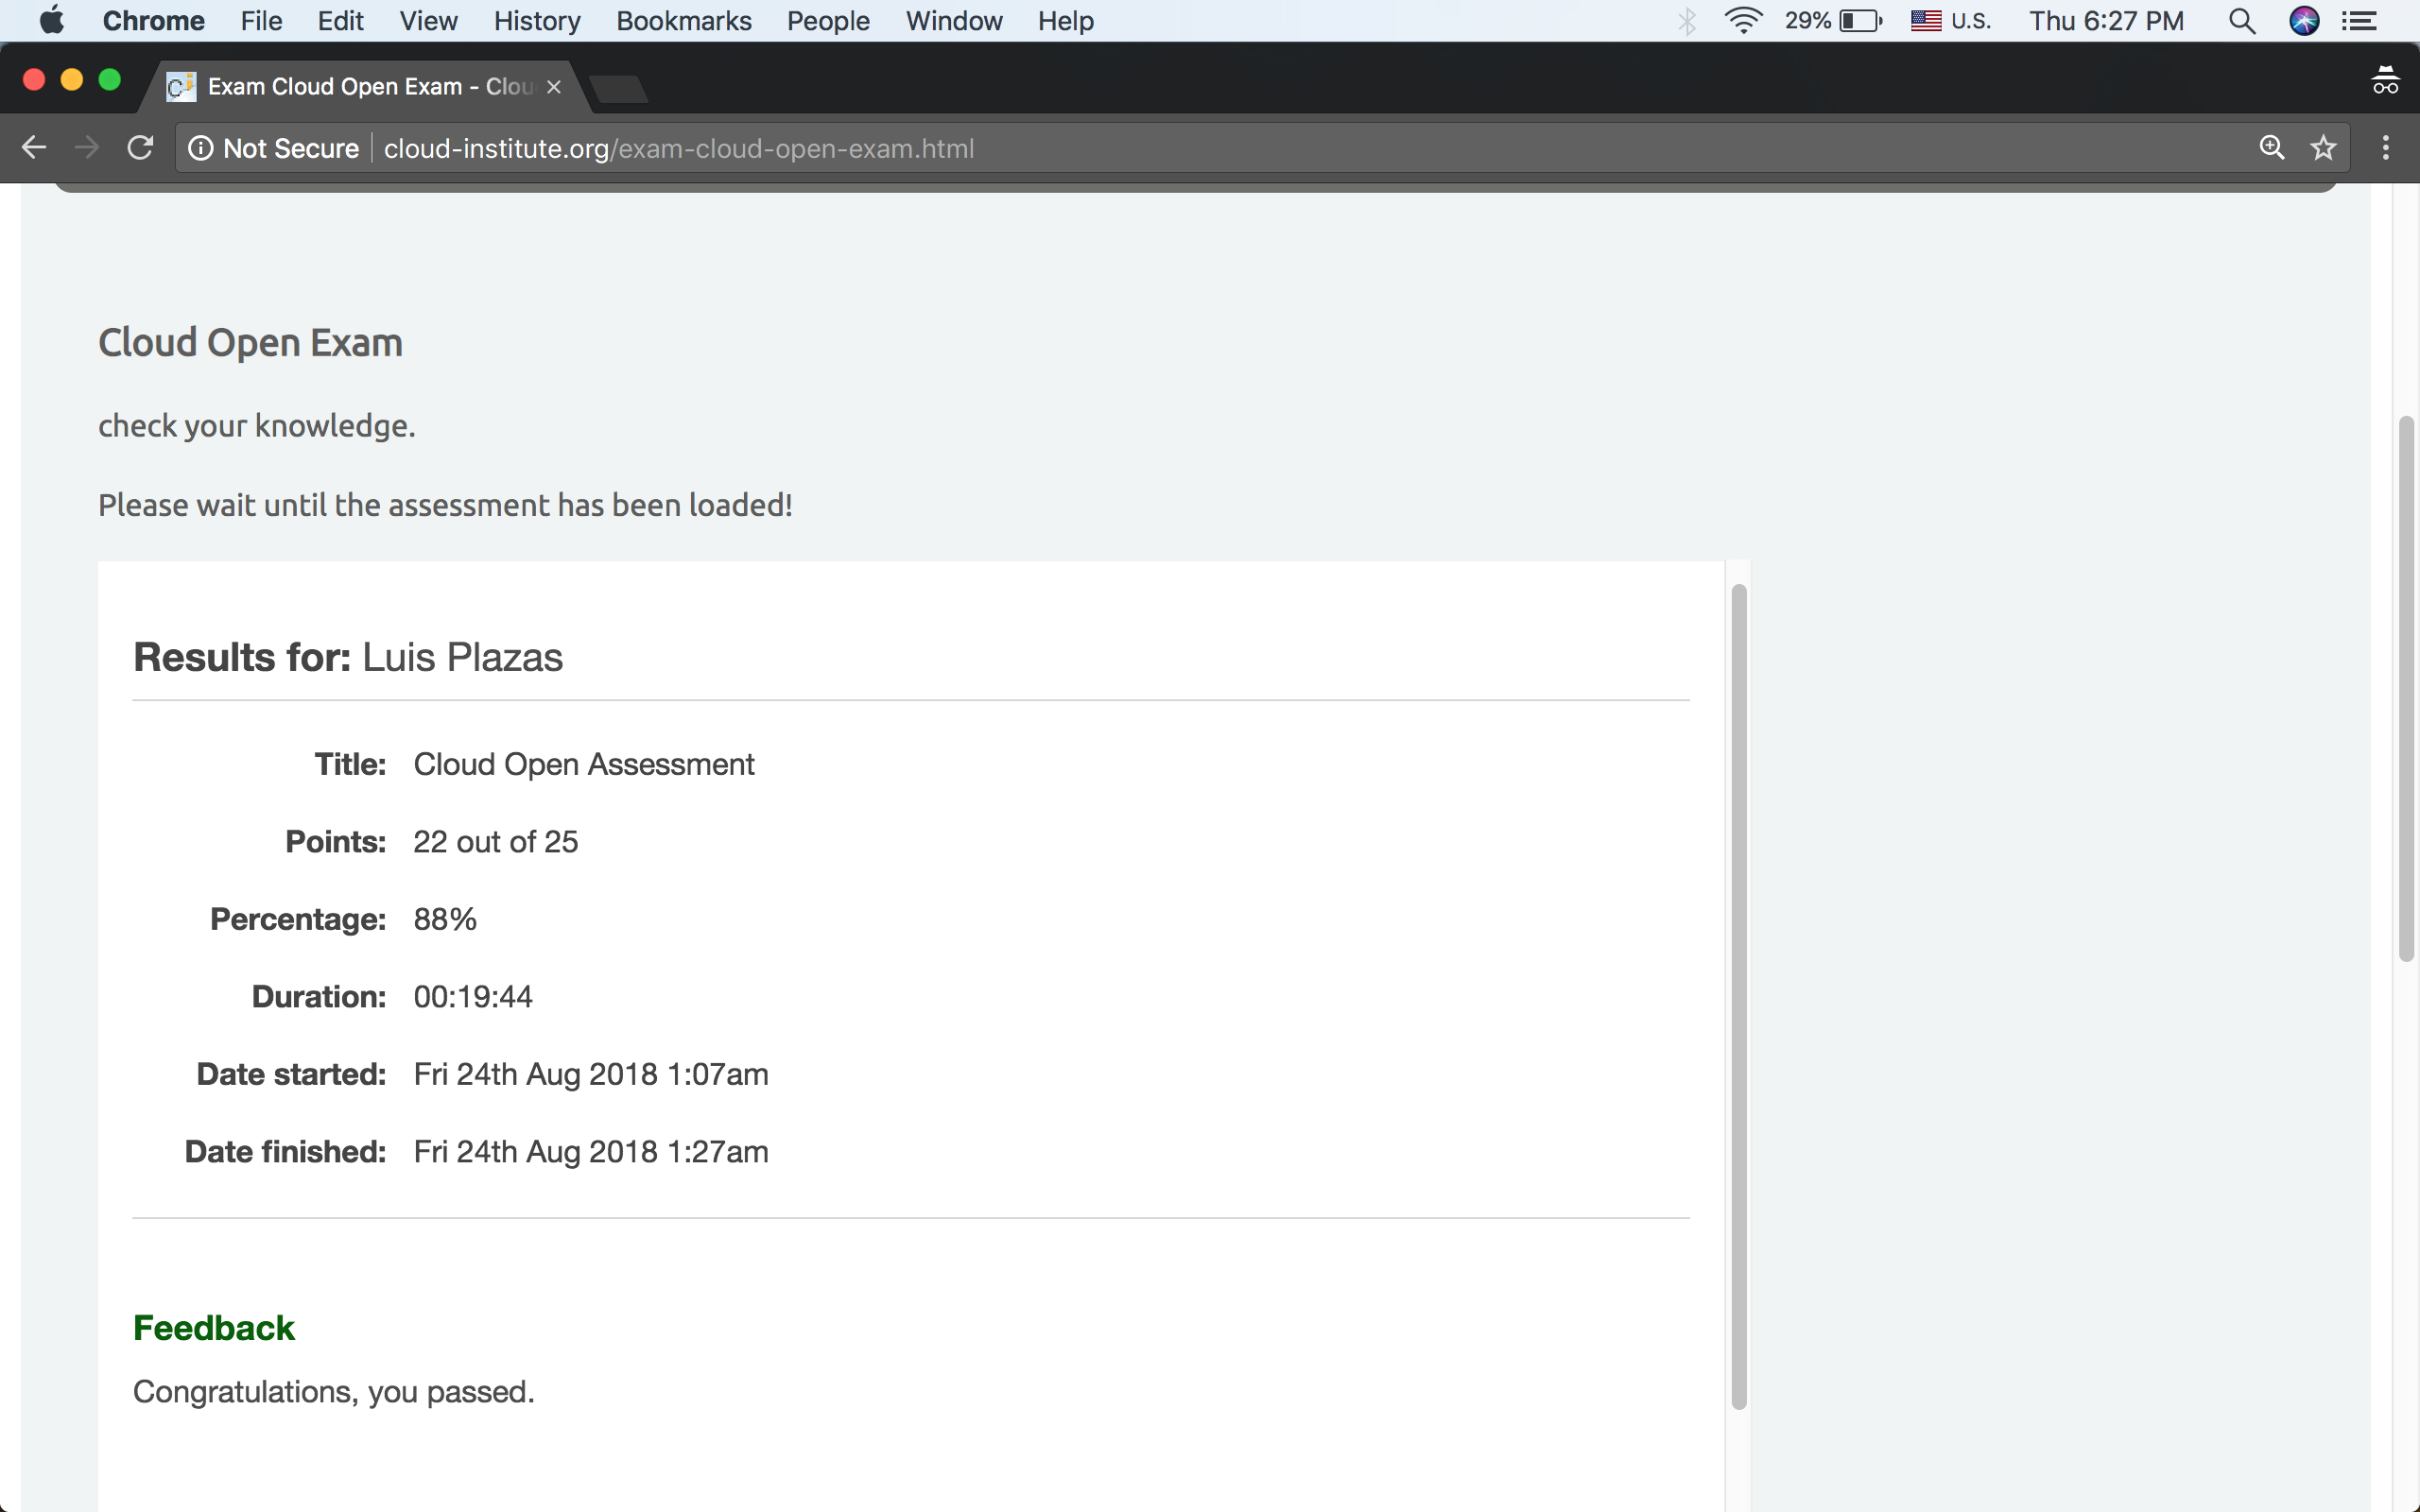 Chrome File Edit View History Bookmarks People Window Help 29% U.S. Thu 6:27 PM
Exam Cloud Open Exam - Clou
Not Secure cloud-institute.org/exam-cloud-open-exam.html
Cloud Open Exam
check your knowledge.
Please wait until the assessment has been loaded!
Results for: Luis Plazas
Title: Cloud Open Assessment
Points: 22 out of 25
Percentage: 88%
Duration: 00:19:44
Date started: Fri 24th Aug 2018 1:07am
Date finished: Fri 24th Aug 2018 1:27am
Feedback
Congratulations, you passed.